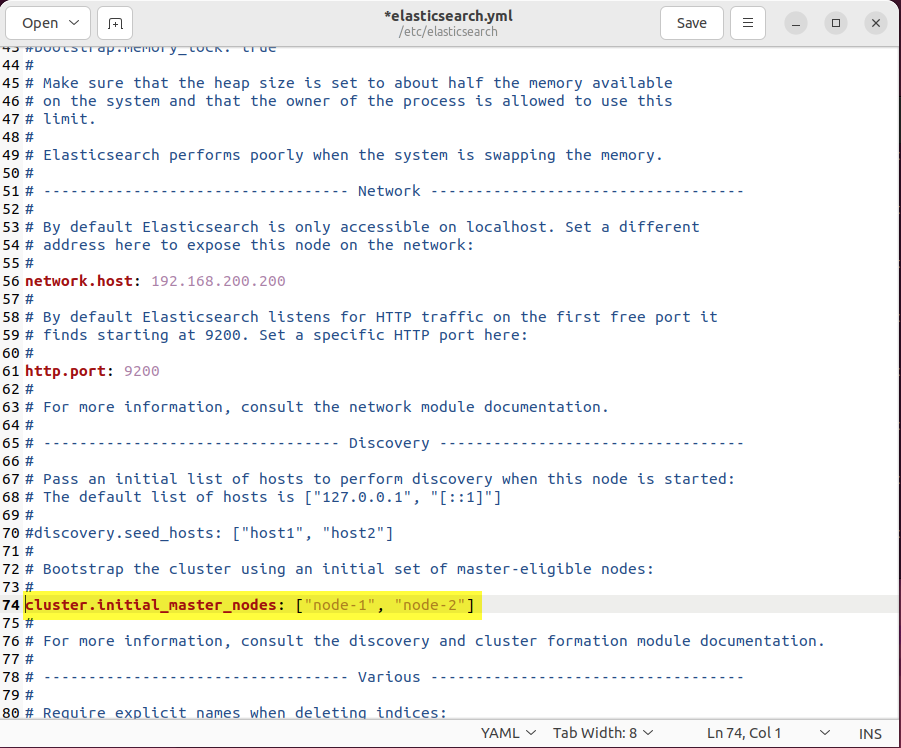 Open
*elasticsearch.yml
/etc/elasticsearch
Save
43 #bootstrap.memory_lock: true
44 #
45 # Make sure that the heap size is set to about half the memory available
46 # on the system and that the owner of the process is allowed to use this
47 # limit.
48 #
49 # Elasticsearch performs poorly when the system is swapping the memory.
50 #
51 # ---------------------------------- Network -----------------------------------
52 #
53 # By default Elasticsearch is only accessible on localhost. Set a different
54 # address here to expose this node on the network:
55 #
56 network.host: 192.168.200.200
57 #
58 # By default Elasticsearch listens for HTTP traffic on the first free port it
59 # finds starting at 9200. Set a specific HTTP port here:
60 #
61 http.port: 9200
62 #
63 # For more information, consult the network module documentation.
64 #
65 # --------------------------------- Discovery ----------------------------------
66 #
67 # Pass an initial list of hosts to perform discovery when this node is started:
68 # The default list of hosts is ["127.0.0.1", "[::1]"]
69 #
70 #discovery.seed_hosts: ["host1", "host2"]
71 #
72 # Bootstrap the cluster using an initial set of master-eligible nodes:
73 #
74 cluster.initial_master_nodes: ["node-1", "node-2"]
75 #
76 # For more information, consult the discovery and cluster formation module documentation.
77 #
78 # ---------------------------------- Various -----------------------------------
79 #
80 # Require explicit names when deleting indices:
YAML Tab Width: 8 Ln 74, Col 1 INS